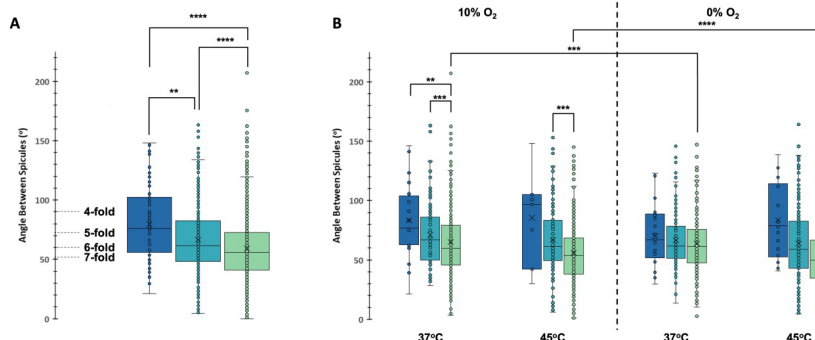 A
****
****
**
Angle Between Spicules (º)
200
150
100
50
0
4-fold
5-fold
6-fold
7-fold
B
10% O₂
0% O₂
****
***
**
***
***
Angle Between Spicules (º)
200
150
100
50
0
37ºC
45ºC
37ºC
45ºC